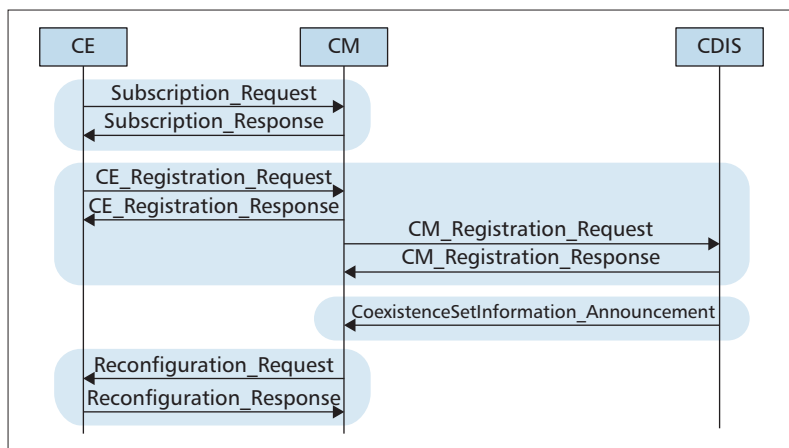 CE CM CDIS
Subscription_Request
Subscription_Response
CE_Registration_Request
CE_Registration_Response
CM_Registration_Request
CM_Registration_Response
CoexistenceSetInformation_Announcement
Reconfiguration_Request
Reconfiguration_Response